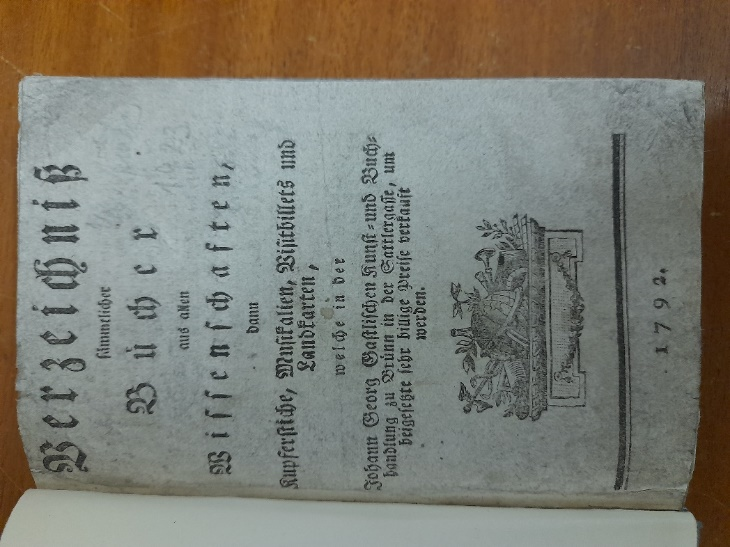 Verzeichniß
sämmtlicher
Bücher
aus allen
Wissenschaften,
dann
Kupferstiche, Musikalien, Visitbillets und
Landkarten,
welche in der
Johann Georg Gastlischen Kunst- und Buch-
handlung zu Brünn in der Sattlergasse, um
beigesetzte sehr billige Preise verkauft
werden.
1792.